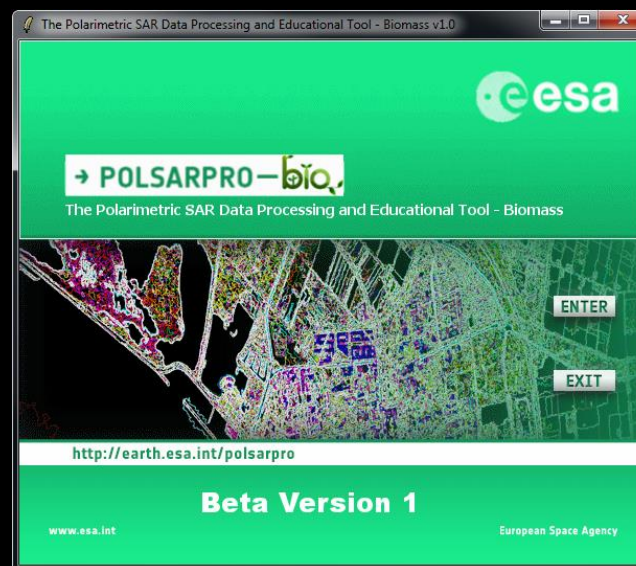 The Polarimetric SAR Data Processing and Educational Tool - Biomass v1.0
esa
→ POLSARPRO—bio
The Polarimetric SAR Data Processing and Educational Tool - Biomass
ENTER
EXIT
http://earth.esa.int/polsarpro
Beta Version 1
www.esa.int
European Space Agency